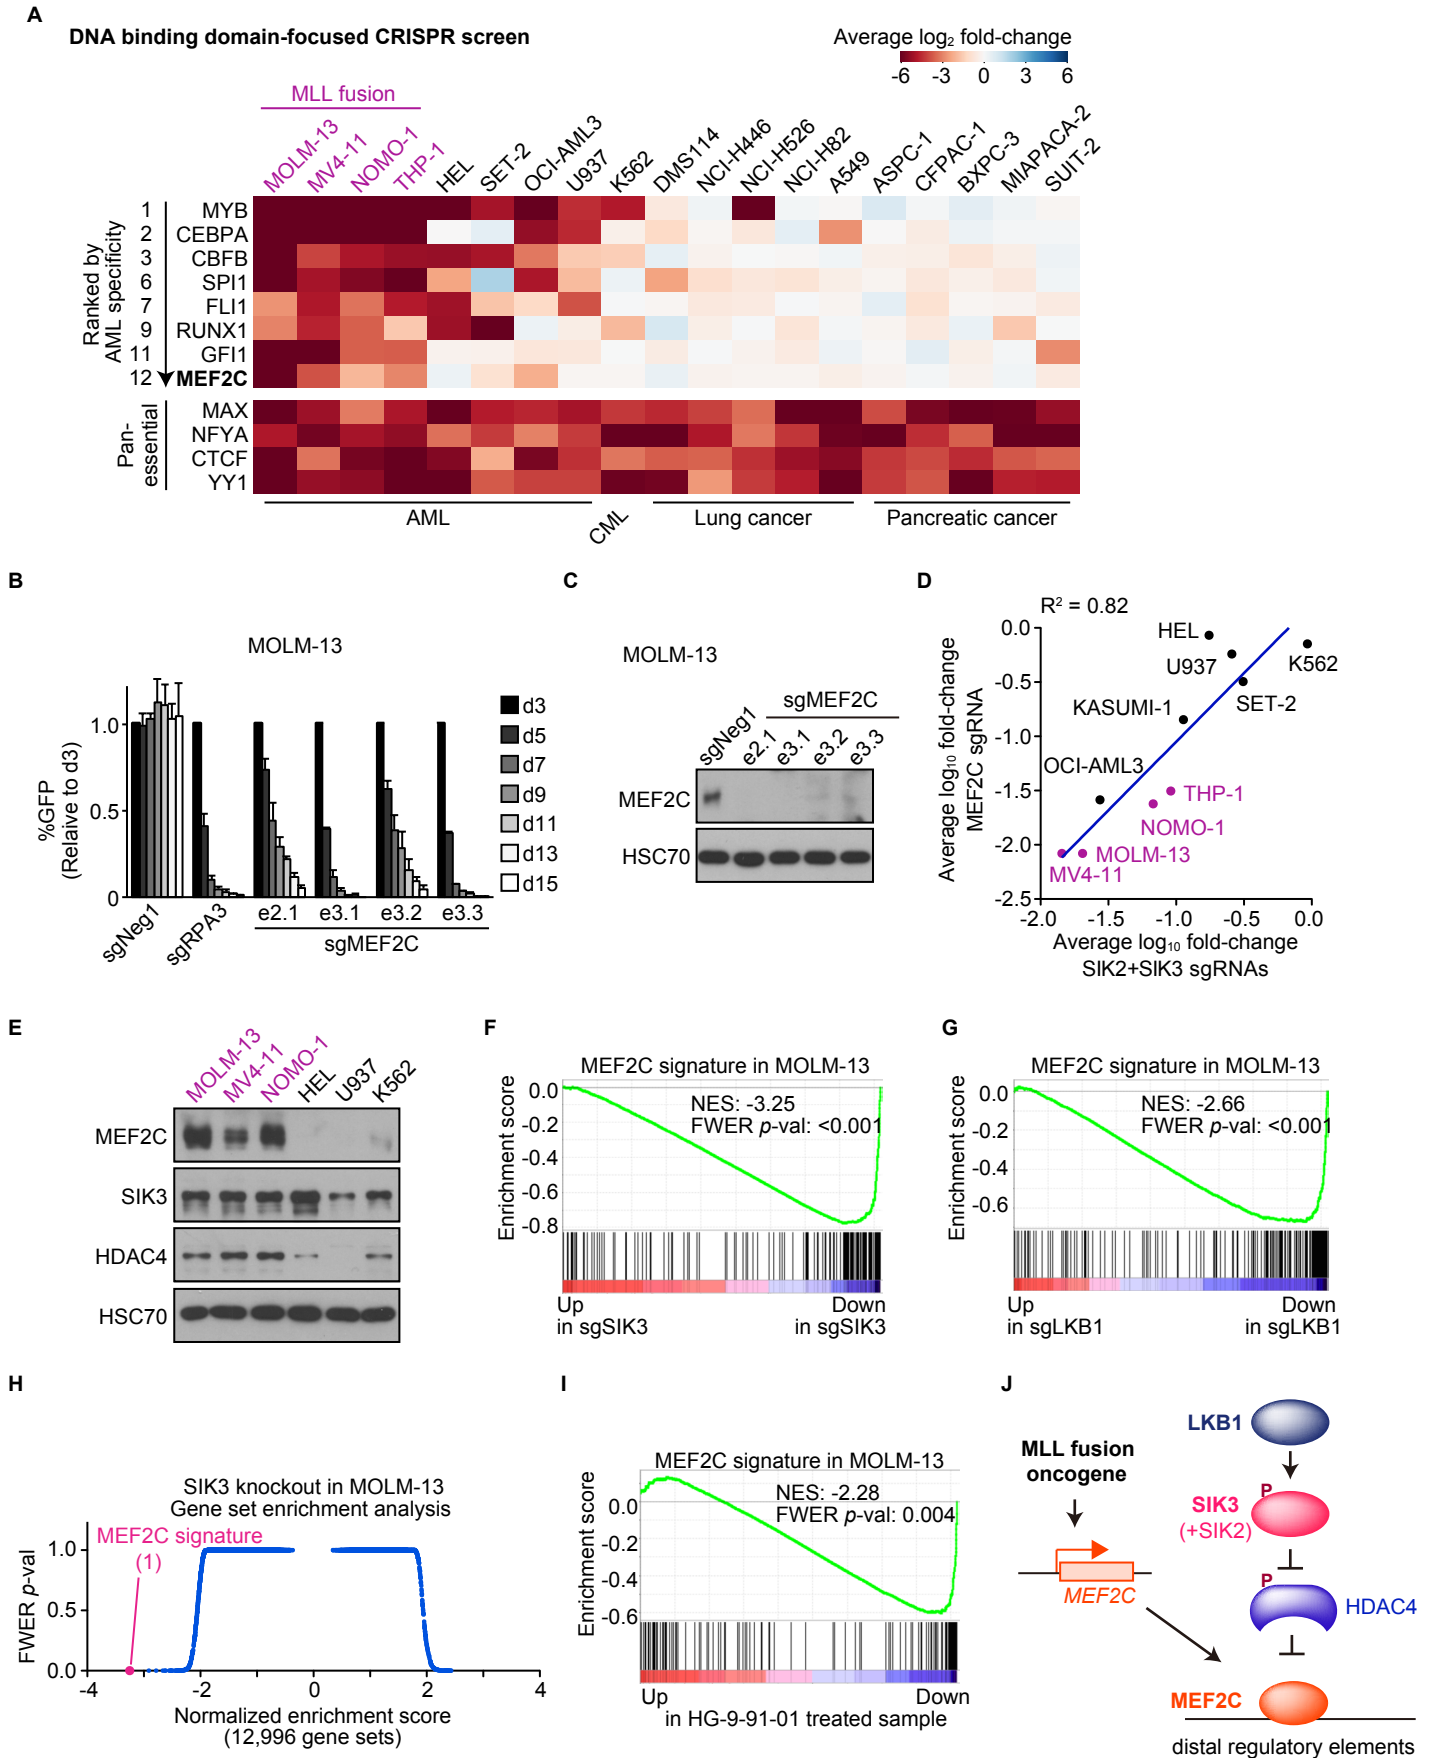 A
DNA binding domain-focused CRISPR screen
Average log2 fold-change
-6 -3 0 3 6
MLL fusion
MOLM-13 MV4-11 NOMO-1 THP-1 HEL SET-2 OCI-AML3 U937 K562 DMS114 NCI-H446 NCI-H526 NCI-H82 A549 ASPC-1 CFPAC-1 BXPC-3 MIAPACA-2 SUIT-2
Ranked by
AML specificity
1 MYB
2 CEBPA
3 CBFB
6 SPI1
7 FLI1
9 RUNX1
11 GFI1
12 MEF2C
Pan-
essential
MAX
NFYA
CTCF
YY1
AML CML Lung cancer Pancreatic cancer
B
MOLM-13
%GFP
(Relaive to d3)
1.0
0.5
0
d3
d5
d7
d9
d11
d13
d15
sgNeg1 sgRPA3 e2.1 e3.1 e3.2 e3.3
sgMEF2C
C
MOLM-13
sgMEF2C
sgNeg1 e2.1 e3.1 e3.2 e3.3
MEF2C
HSC70
D
R2 = 0.82
Average log10 fold-change
MEF2C sgRNA
0.0
-0.5
-1.0
-1.5
-2.0
-2.5
HEL
U937
K562
SET-2
KASUMI-1
OCI-AML3
THP-1
NOMO-1
MOLM-13
MV4-11
-2.0 -1.5 -1.0 -0.5 0.0
Average log10 fold-change
SIK2+SIK3 sgRNAs
E
MOLM-13 MV4-11 NOMO-1 HEL U937 K562
MEF2C
SIK3
HDAC4
HSC70
F
MEF2C signature in MOLM-13
Enrichment score
0.0
-0.2
-0.4
-0.6
-0.8
NES: -3.25
FWER p-val: <0.001
Up Down
in sgSIK3 in sgSIK3
G
MEF2C signature in MOLM-13
Enrichment score
0.0
-0.2
-0.4
-0.6
NES: -2.66
FWER p-val: <0.001
Up Down
in sgLKB1 in sgLKB1
H
SIK3 knockout in MOLM-13
Gene set enrichment analysis
MEF2C signature
(1)
FWER p-val
1.0
0.5
0.0
-4 -2 0 2 4
Normalized enrichment score
(12,996 gene sets)
I
MEF2C signature in MOLM-13
Enrichment score
0.0
-0.2
-0.4
-0.6
NES: -2.28
FWER p-val: 0.004
Up Down
in HG-9-91-01 treated sample
J
LKB1
MLL fusion
oncogene
P
SIK3
(+SIK2)
MEF2C
P
HDAC4
MEF2C
distal regulatory elements